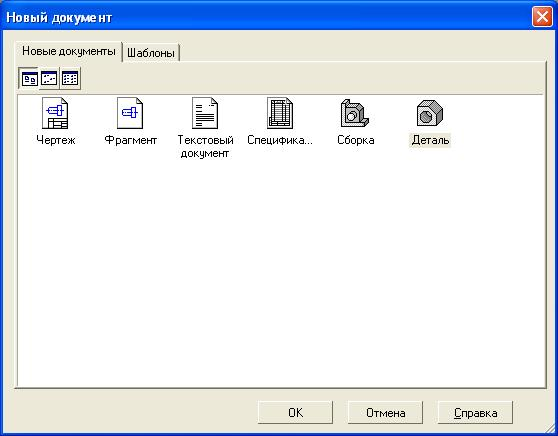 Новый документ
Новые документы
Шаблоны
Чертеж
Фрагмент
Текстовый
документ
Специфика...
Сборка
Деталь
OK
Отмена
Справка